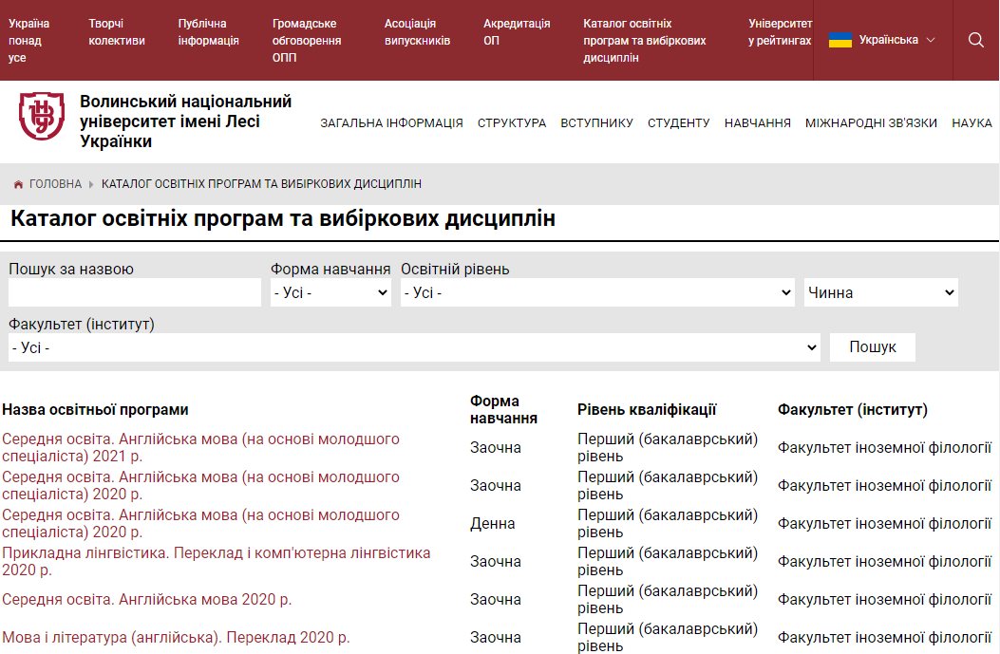 Україна
понад
усе
Творчі
колективи
Публічна
інформація
Громадське
обговорення
ОПП
Асоціація
випускників
Акредитація
ОП
Каталог освітніх
програм та вибіркових
дисциплін
Університет
у рейтингах
Українська
Волинський національний
університет імені Лесі
Українки
ЗАГАЛЬНА ІНФОРМАЦІЯ СТРУКТУРА ВСТУПНИКУ СТУДЕНТУ НАВЧАННЯ МІЖНАРОДНІ ЗВ'ЯЗКИ НАУКА
ГОЛОВНА КАТАЛОГ ОСВІТНІХ ПРОГРАМ ТА ВИБІРКОВИХ ДИСЦИПЛІН
Каталог освітніх програм та вибіркових дисциплін
Пошук за назвою Форма навчання Освітній рівень
- Усі - - Усі - Чинна
Факультет (інститут)
- Усі - Пошук
Назва освітньої програми
Форма
навчання
Рівень кваліфікації
Факультет (інститут)
Середня освіта. Англійська мова (на основі молодшого
спеціаліста) 2021 р.
Заочна
Перший (бакалаврський)
рівень
Факультет іноземної філології
Середня освіта. Англійська мова (на основі молодшого
спеціаліста) 2020 р.
Заочна
Перший (бакалаврський)
рівень
Факультет іноземної філології
Середня освіта. Англійська мова (на основі молодшого
спеціаліста) 2020 р.
Денна
Перший (бакалаврський)
рівень
Факультет іноземної філології
Прикладна лінгвістика. Переклад і комп'ютерна лінгвістика
2020 р.
Заочна
Перший (бакалаврський)
рівень
Факультет іноземної філології
Середня освіта. Англійська мова 2020 р.
Заочна
Перший (бакалаврський)
рівень
Факультет іноземної філології
Мова і література (англійська). Переклад 2020 р.
Заочна
Перший (бакалаврський)
рівень
Факультет іноземної філології